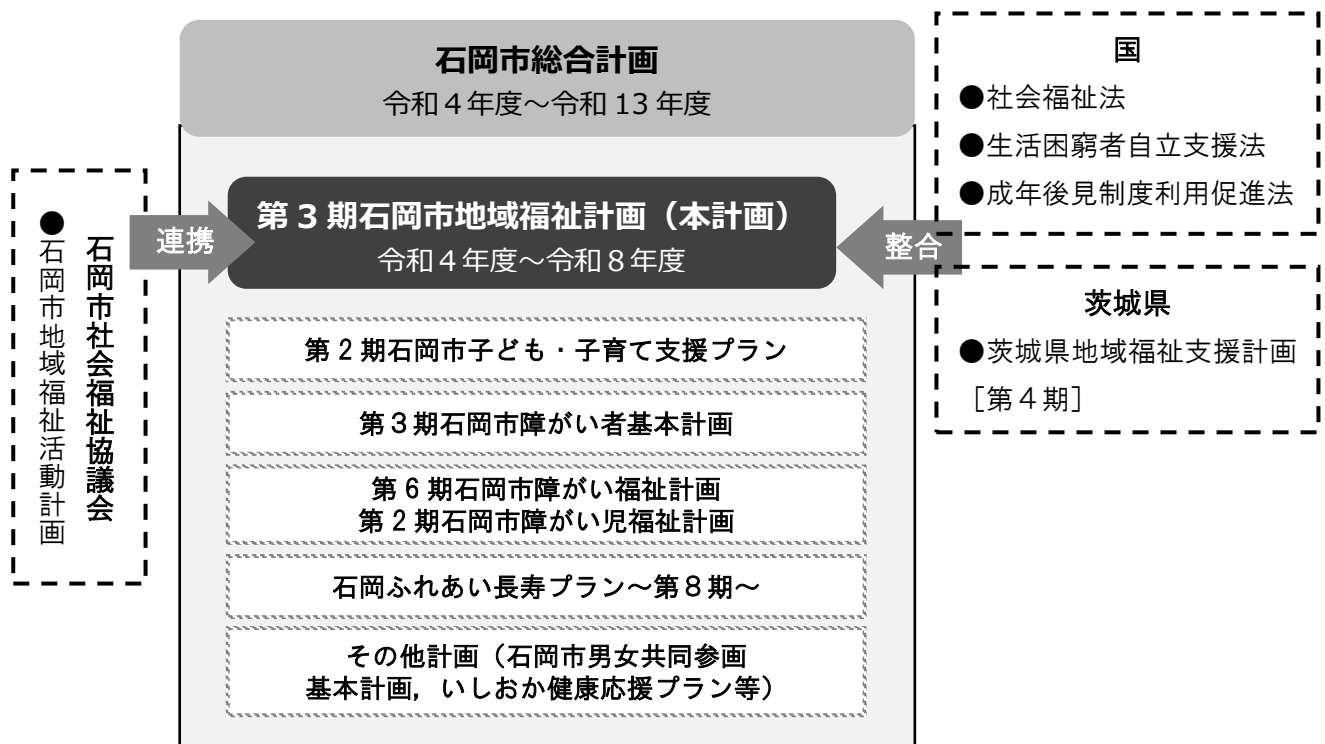 石岡市総合計画
令和4年度～令和13年度
第3期石岡市地域福祉計画（本計画）
令和4年度～令和8年度
連携
整合
石岡市社会福祉協議会
●石岡市地域福祉活動計画
国
●社会福祉法
●生活困窮者自立支援法
●成年後見制度利用促進法
茨城県
●茨城県地域福祉支援計画
［第4期］
第2期石岡市子ども・子育て支援プラン
第3期石岡市障がい者基本計画
第6期石岡市障がい福祉計画
第2期石岡市障がい児福祉計画
石岡ふれあい長寿プラン～第8期～
その他計画（石岡市男女共同参画
基本計画，いしおか健康応援プラン等）